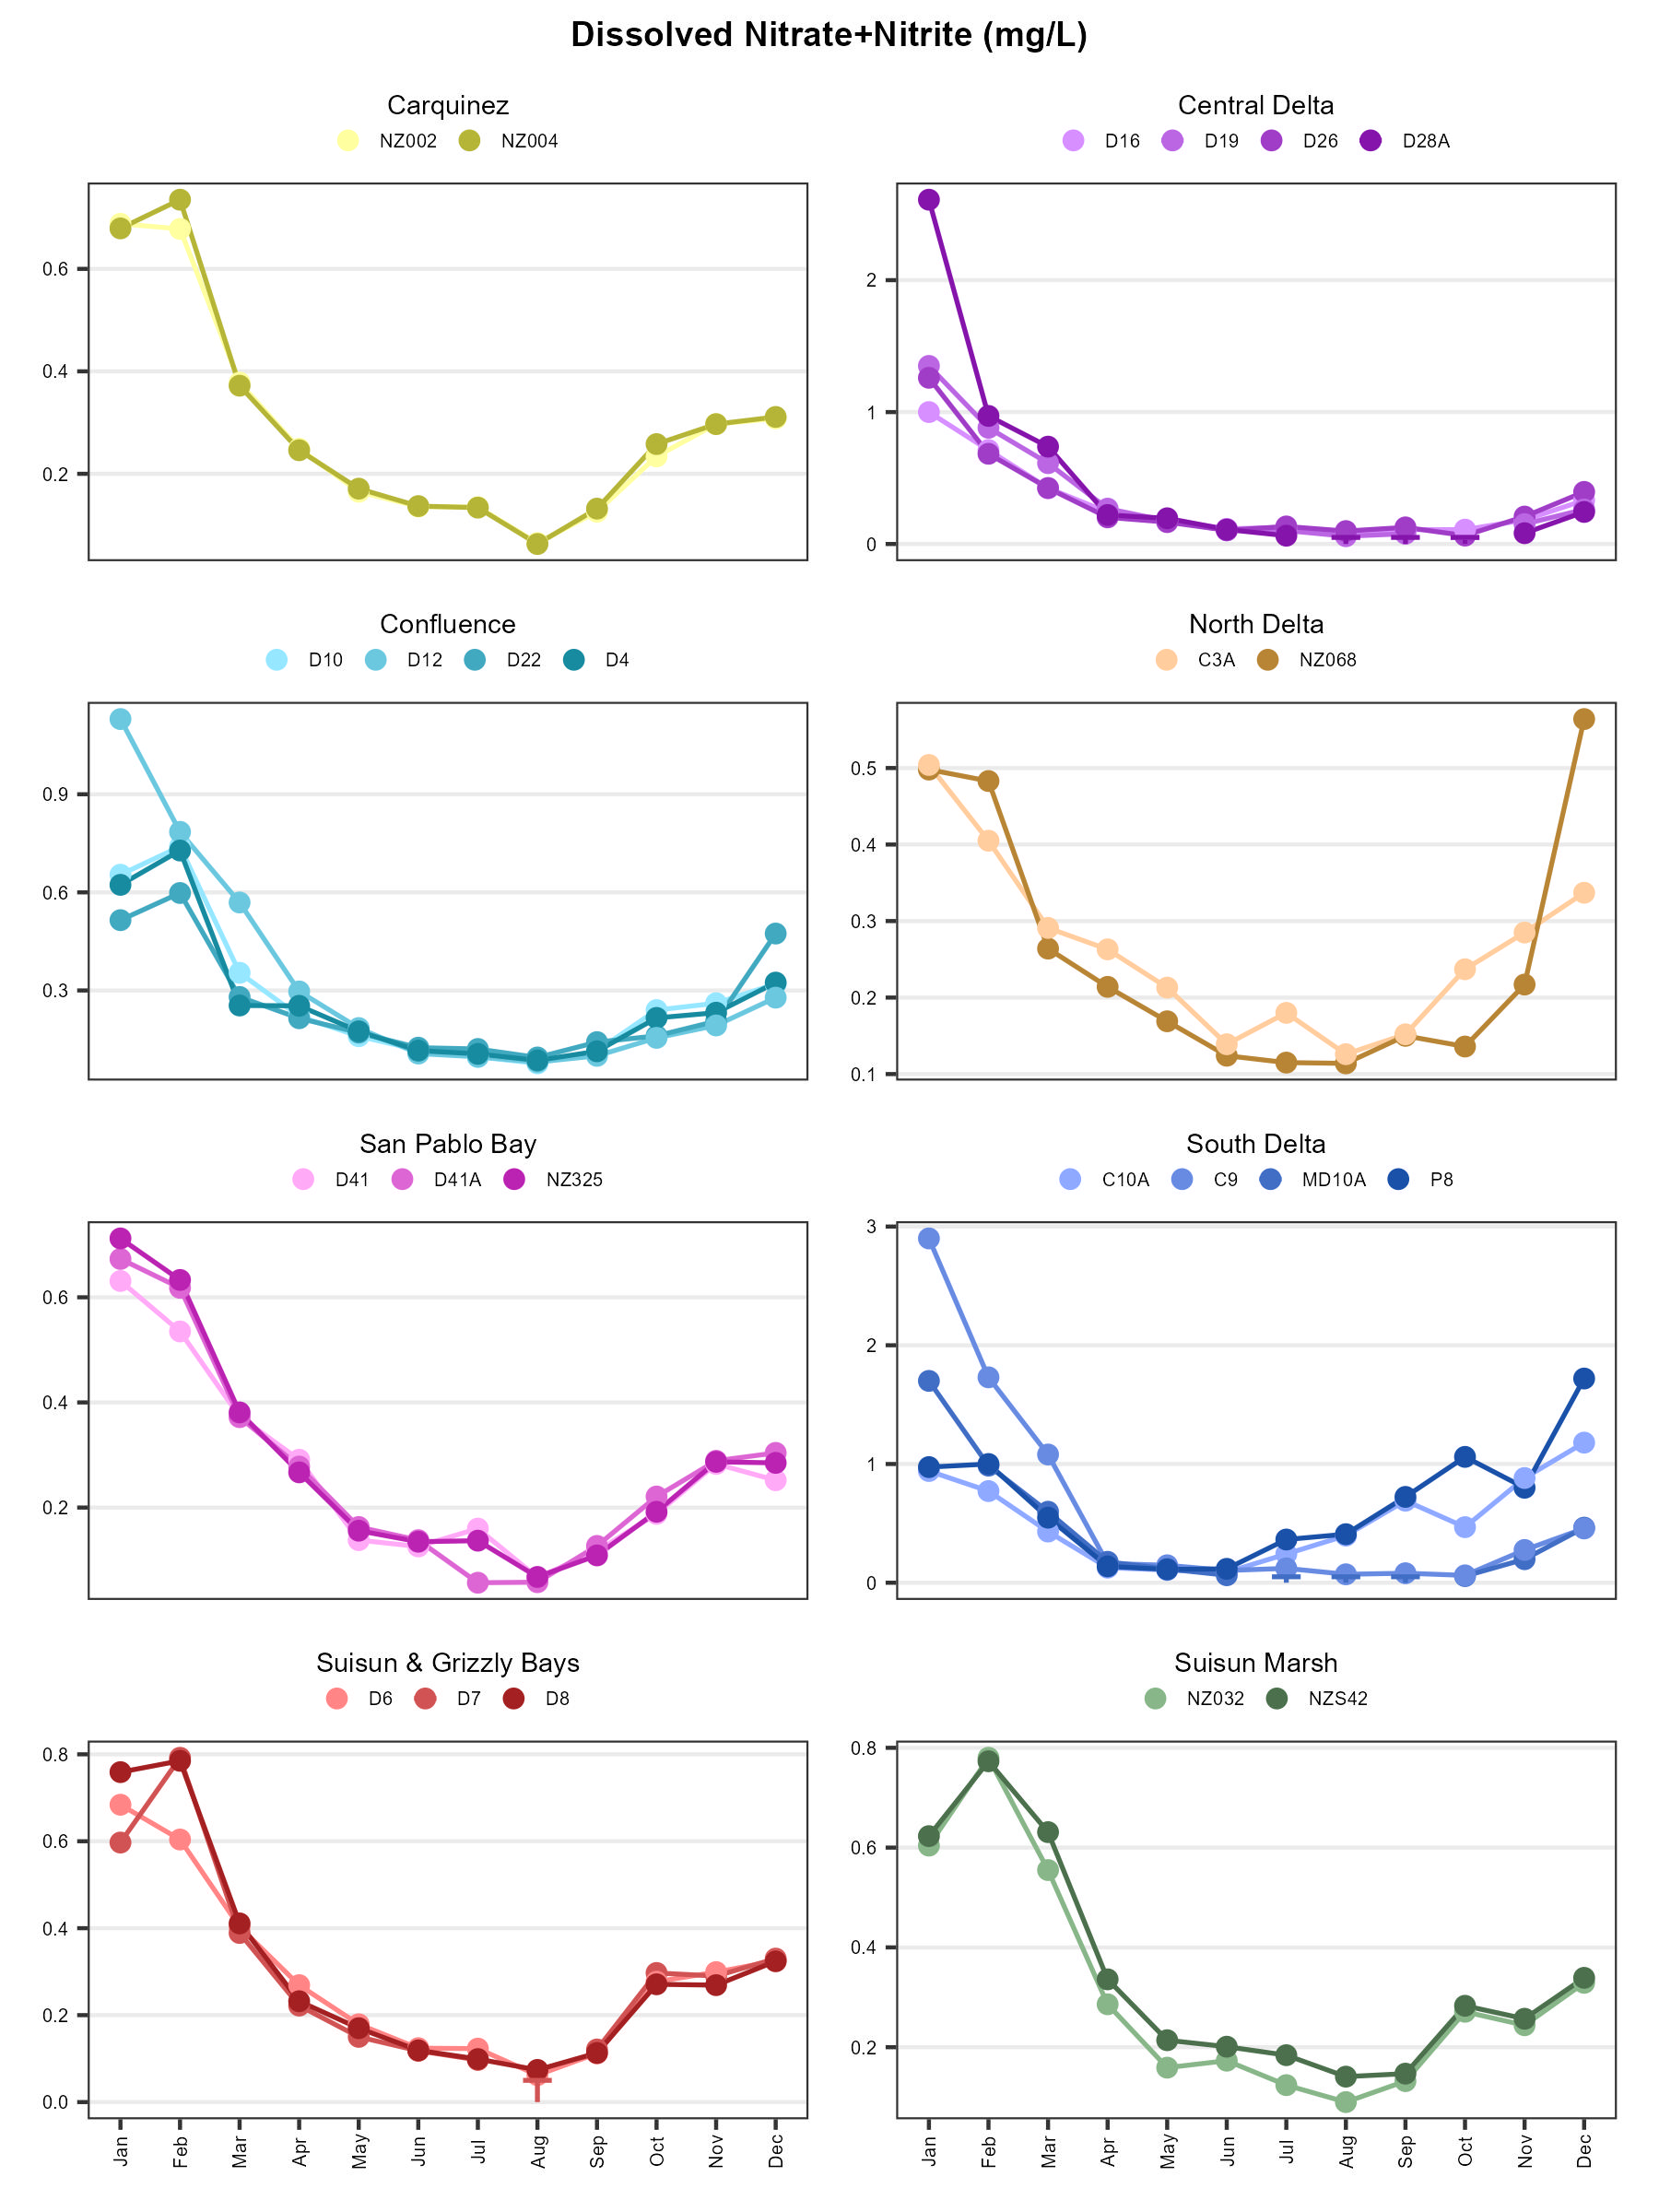 Dissolved Nitrate+Nitrite (mg/L)
Carquinez
NZ002 NZ004
0.6
0.4
0.2
Central Delta
D16 D19 D26 D28A
2
1
0
Confluence
D10 D12 D22 D4
0.9
0.6
0.3
North Delta
C3A NZ068
0.5
0.4
0.3
0.2
0.1
San Pablo Bay
D41 D41A NZ325
0.6
0.4
0.2
South Delta
C10A C9 MD10A P8
3
2
1
0
Suisun & Grizzly Bays
D6 D7 D8
0.8
0.6
0.4
0.2
0.0
Jan Feb Mar Apr May Jun Jul Aug Sep Oct Nov Dec
Suisun Marsh
NZ032 NZS42
0.8
0.6
0.4
0.2
Jan Feb Mar Apr May Jun Jul Aug Sep Oct Nov Dec